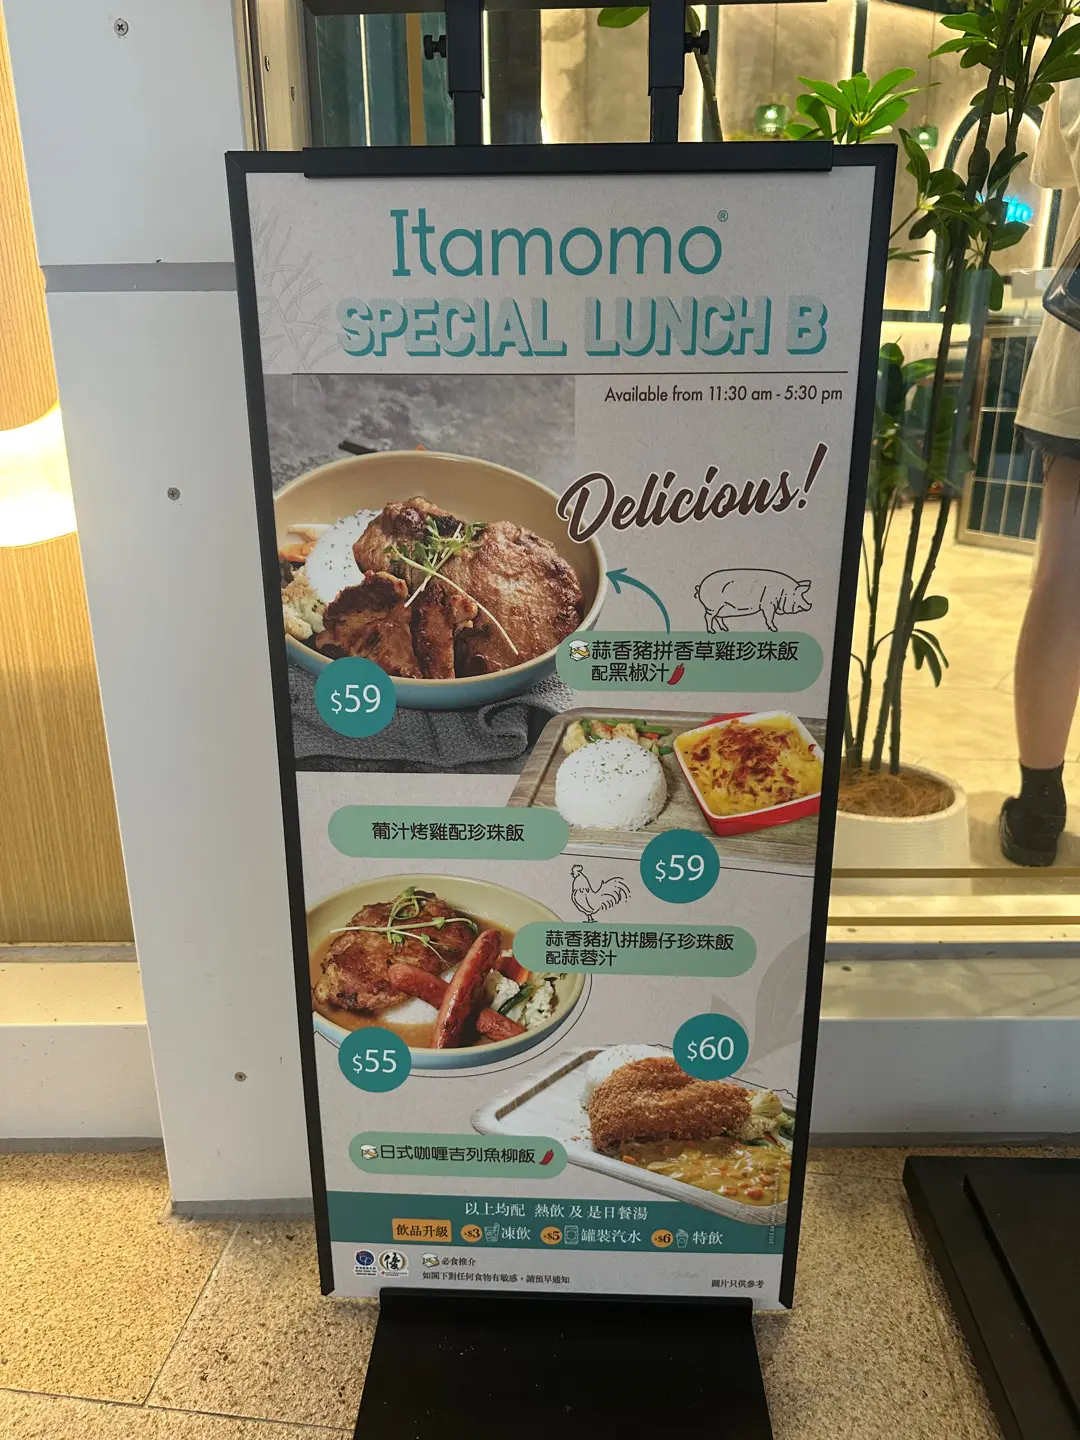 Itamomo®
SPECIAL LUNCH B
Available from 11:30 am - 5:30 pm
Delicious!
蒜香豬拼香草雞珍珠飯
配黑椒汁
$59
葡汁烤雞配珍珠飯
$59
蒜香豬扒拼腸仔珍珠飯
配蒜蓉汁
$55
$60
日式咖喱吉列魚柳飯
以上均配 熱飲 及 是日餐湯
飲品升級 +$3 凍飲 +$5 罐裝汽水 +$6 特飲
優
必食推介
如閣下對任何食物有敏感，請預早通知
圖片只供參考